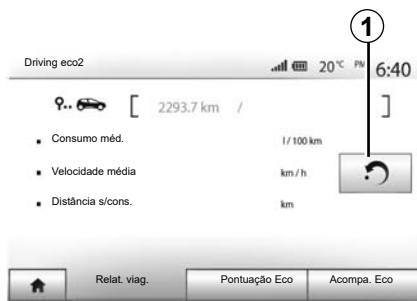 1
Driving eco2 20°C PM 6:40
[ 2293.7 km / ]
Consumo méd. l/100 km
Velocidade média km/h
Distância s/cons. km
Relat. viag. Pontuação Eco Acompa. Eco